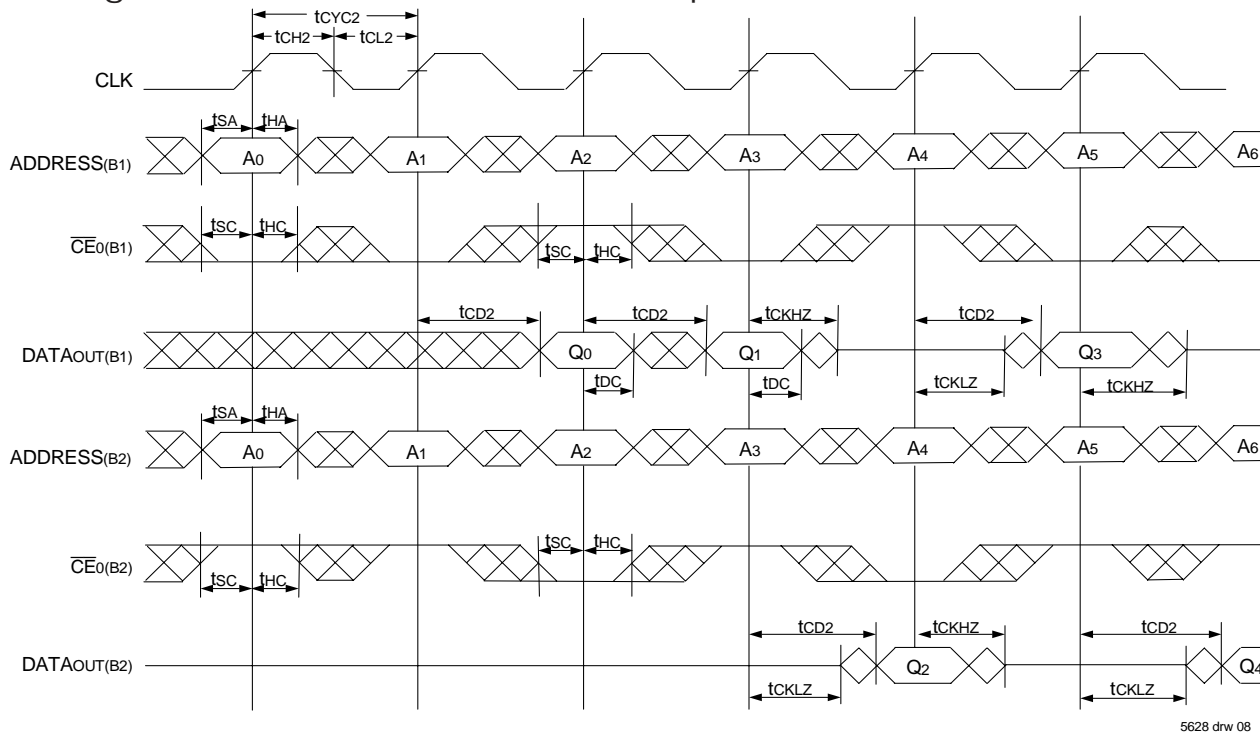 tCYC2
tCH2 tCL2
CLK
tSA tHA
ADDRESS(B1) A0 A1 A2 A3 A4 A5 A6
tSC tHC
CE0(B1) tSC tHC
tCD2 tCD2 tCKHZ tCD2
DATAOUT(B1) Q0 Q1 Q3
tDC tDC tCKLZ tCKHZ
tSA tHA
ADDRESS(B2) A0 A1 A2 A3 A4 A5 A6
tSC tHC
CE0(B2)
tSC tHC
tCD2 tCKHZ tCD2
DATAOUT(B2) Q2 Q4
tCKLZ tCKLZ
5628 drw 08